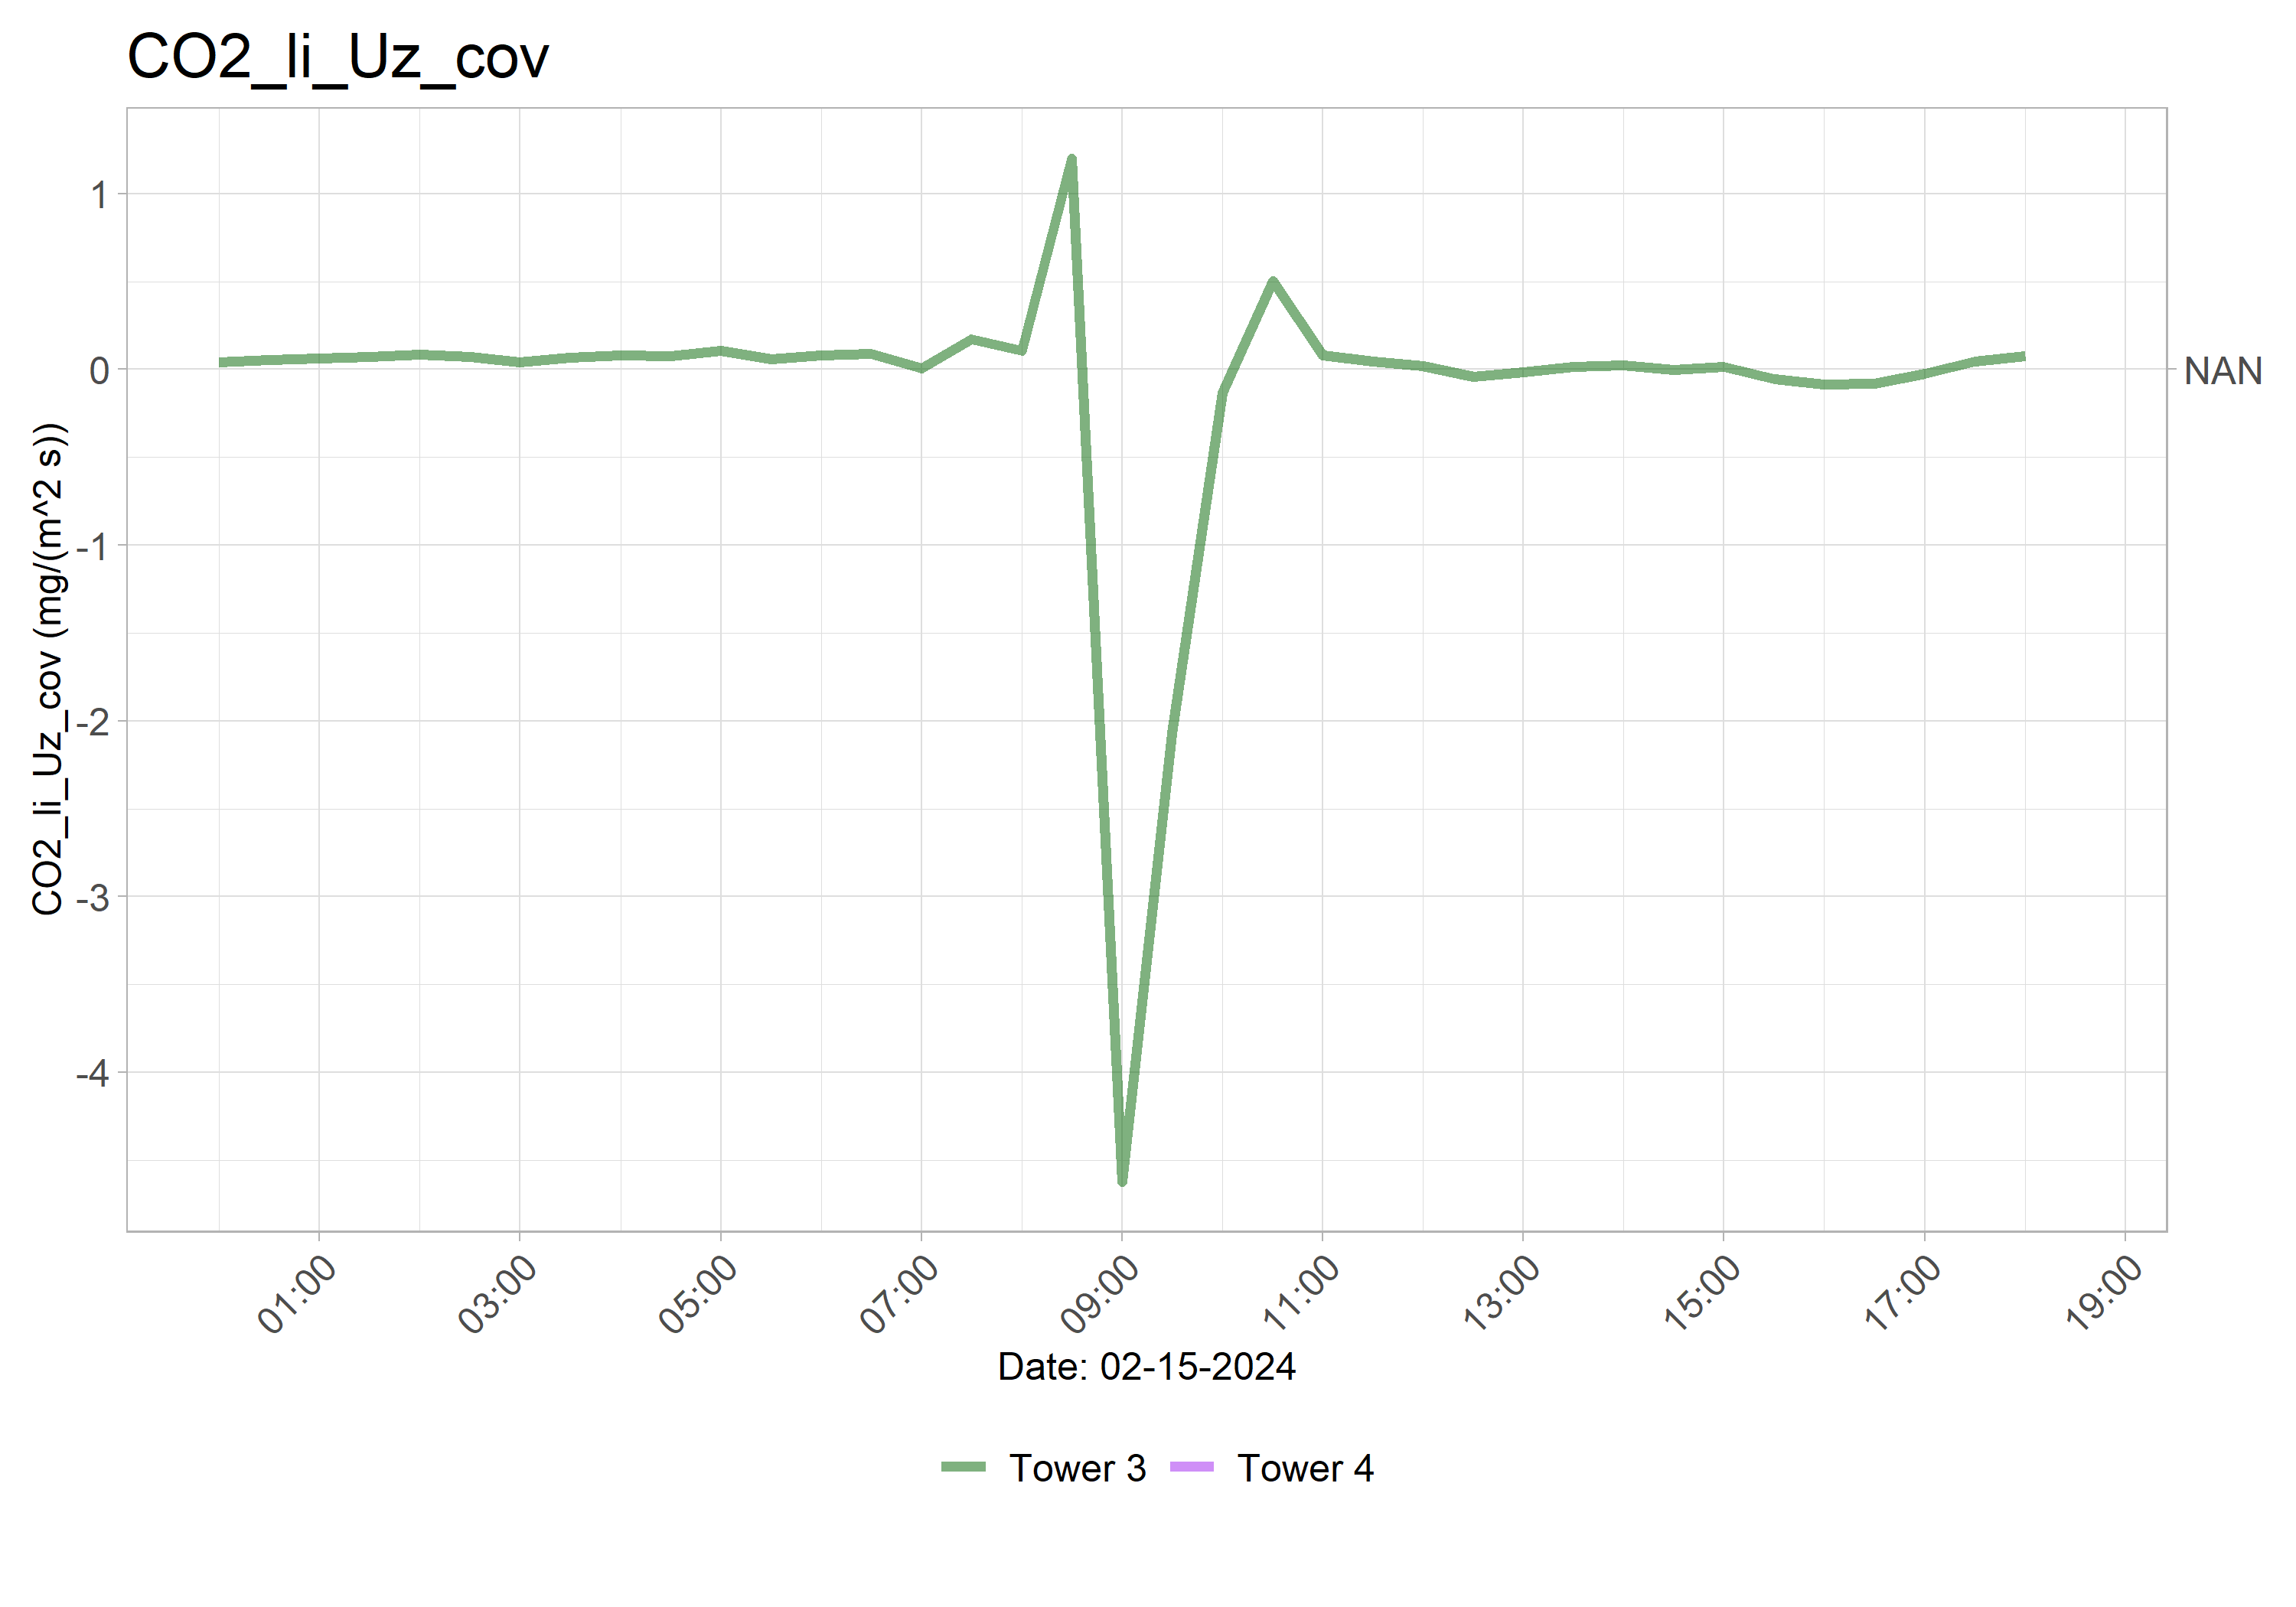 CO2_li_Uz_cov
CO2_li_Uz_cov (mg/(m^2 s))
1
0
-1
-2
-3
-4
NAN
01:00
03:00
05:00
07:00
09:00
11:00
13:00
15:00
17:00
19:00
Date: 02-15-2024
Tower 3
Tower 4